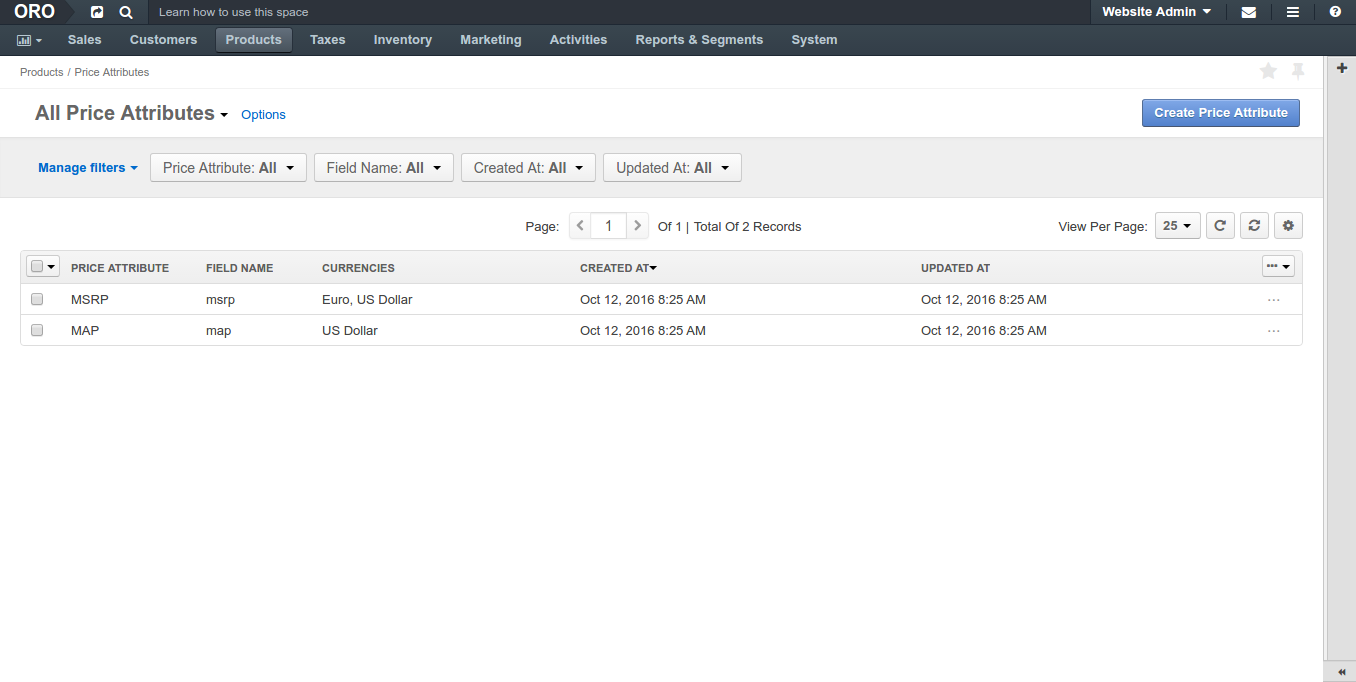 ORO Learn how to use this space Website Admin
Sales Customers Products Taxes Inventory Marketing Activities Reports & Segments System
Products / Price Attributes
All Price Attributes Options Create Price Attribute
Manage filters Price Attribute: All Field Name: All Created At: All Updated At: All
Page: 1 Of 1 | Total Of 2 Records View Per Page: 25
PRICE ATTRIBUTE FIELD NAME CURRENCIES CREATED AT UPDATED AT
MSRP msrp Euro, US Dollar Oct 12, 2016 8:25 AM Oct 12, 2016 8:25 AM ...
MAP map US Dollar Oct 12, 2016 8:25 AM Oct 12, 2016 8:25 AM ...